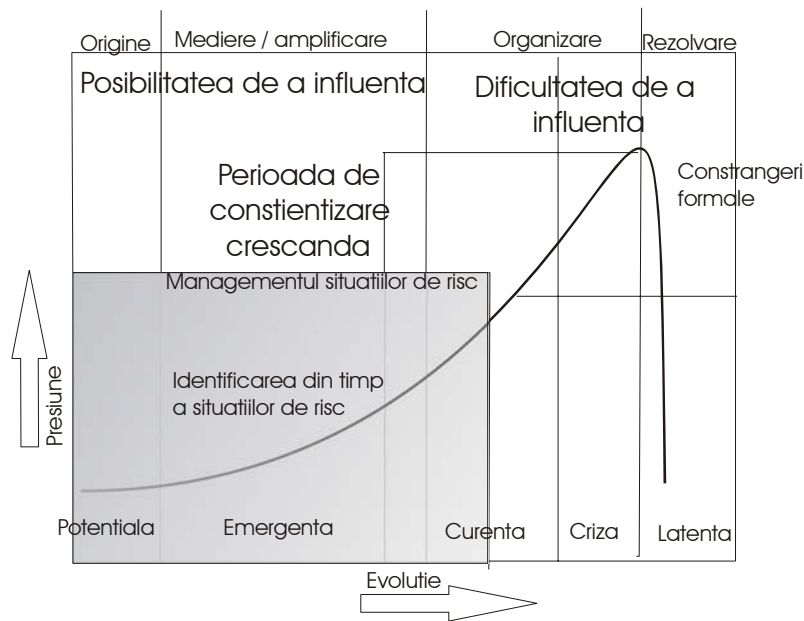 Origine
Mediere / amplificare
Organizare
Rezolvare
Posibilitatea de a influenta
Dificultatea de a
influenta
Perioada de
constientizare
crescanda
Constrangeri
formale
Managementul situatiilor de risc
Identificarea din timp
a situatiilor de risc
Presiune
Potentiala
Emergenta
Curenta
Criza
Latenta
Evolutie